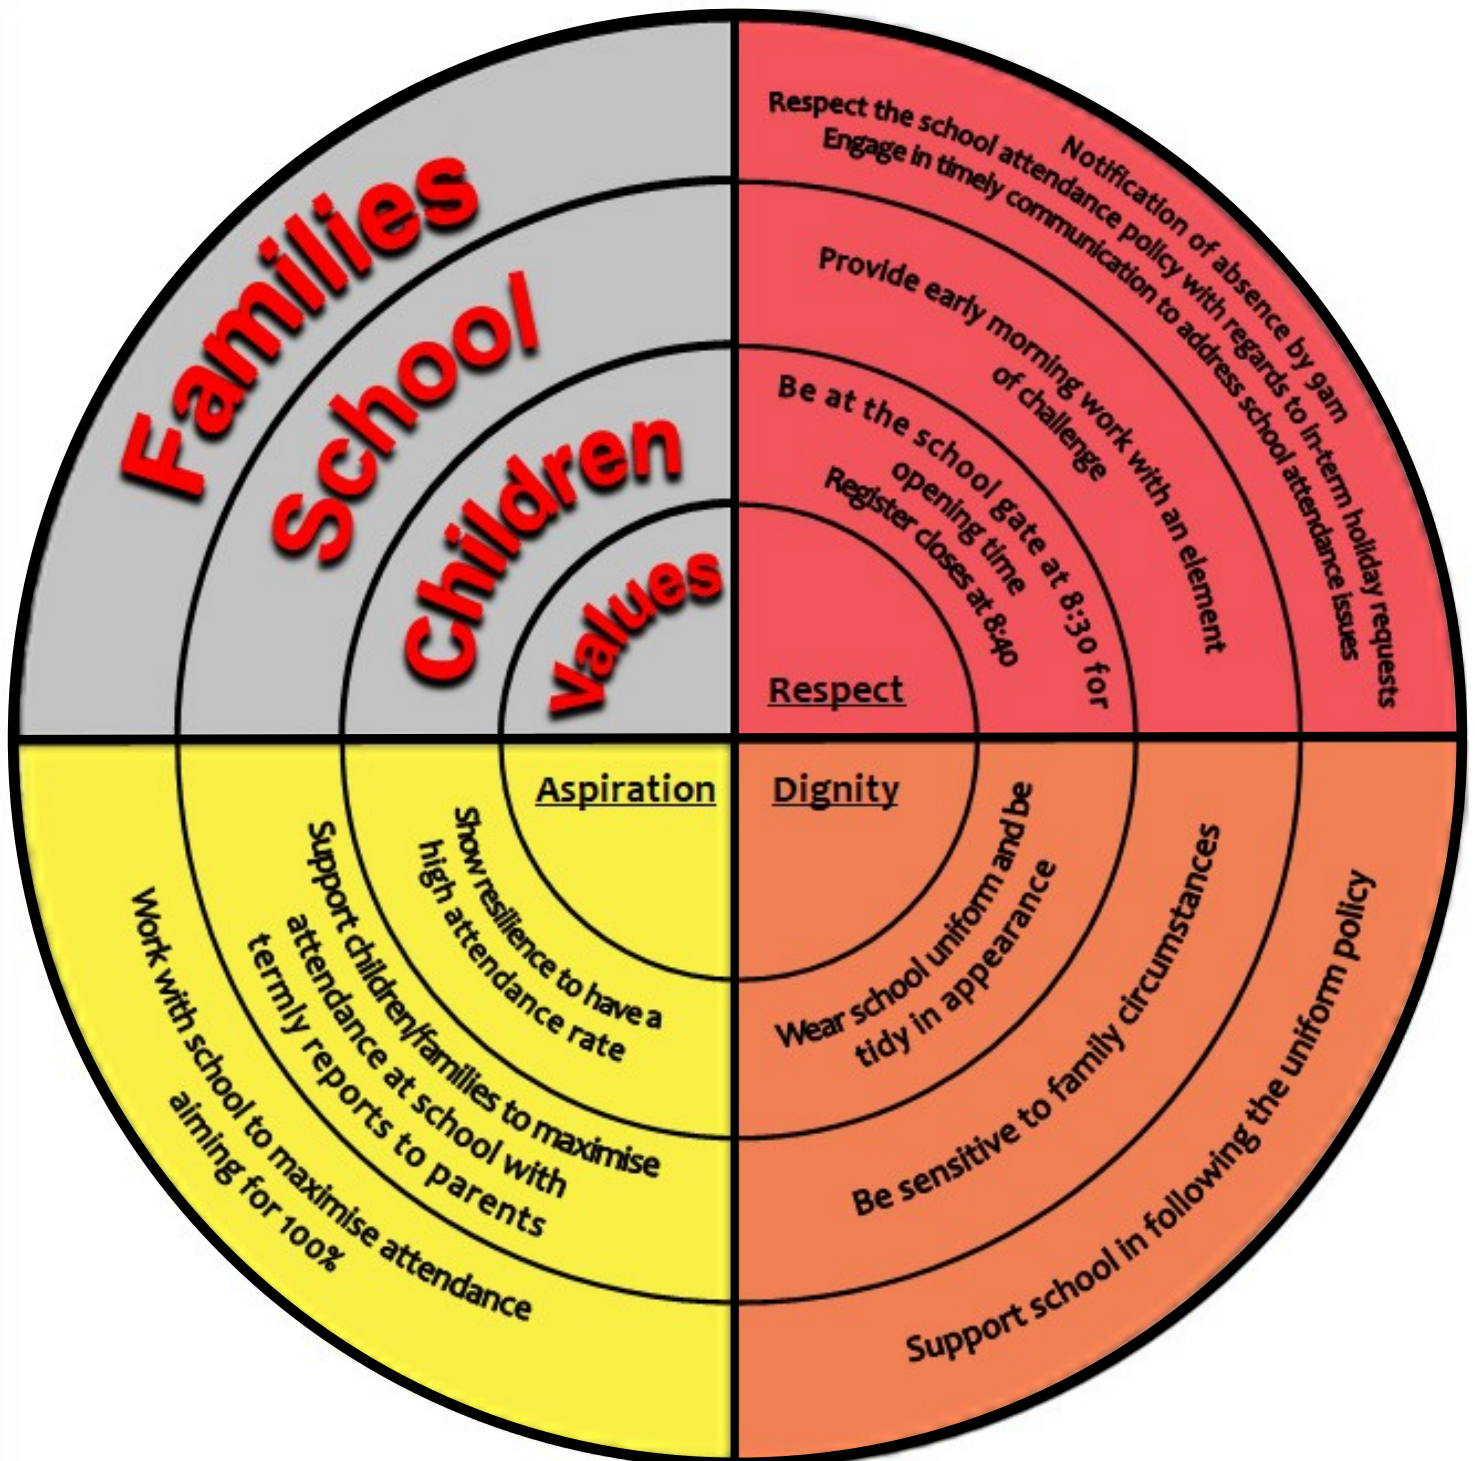 Families
School
Children
Values
Notification of absence by 9am
Respect the school attendance policy with regards to in-term holiday requests
Engage in timely communication to address school attendance issues
Provide early morning work with an element
of challenge
Be at the school gate at 8:30 for
opening time
Register closes at 8:40
Respect
Dignity
Wear school uniform and be
tidy in appearance
Be sensitive to family circumstances
Support school in following the uniform policy
Aspiration
Show resilience to have a
high attendance rate
Support children/families to maximise
attendance at school with
termly reports to parents
Work with school to maximise attendance
aiming for 100%